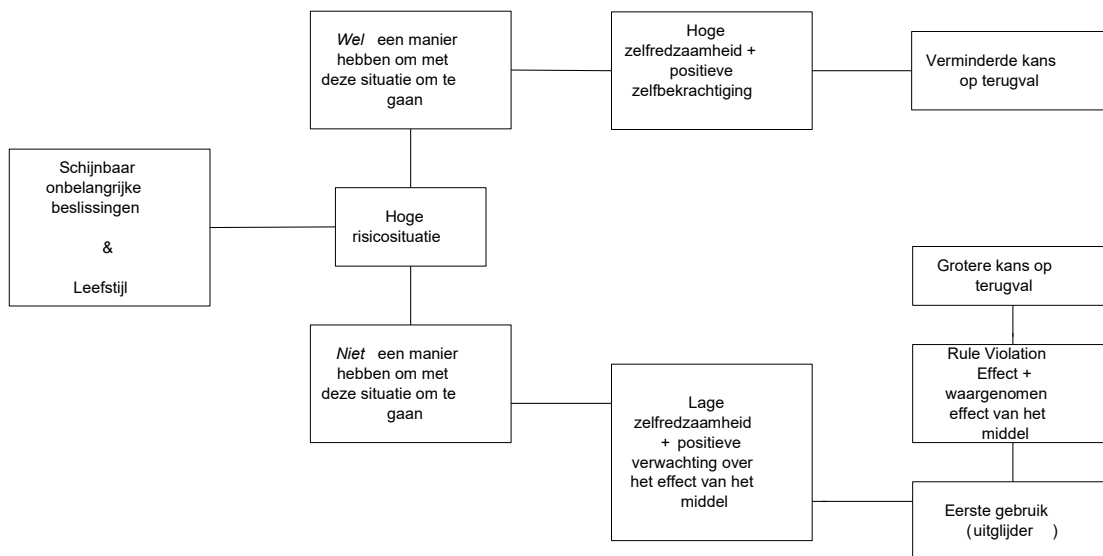 Wel een manier
hebben om met
deze situatie om te
gaan
Hoge
zelfredzaamheid +
positieve
zelfbekrachtiging
Verminderde kans
op terugval
Schijnbaar
onbelangrijke
beslissingen
&
Leefstijl
Hoge
risicosituatie
Niet een manier
hebben om met
deze situatie om te
gaan
Lage
zelfredzaamheid
+ positieve
verwachting over
het effect van het
middel
Grotere kans op
terugval
Rule Violation
Effect +
waargenomen
effect van het
middel
Eerste gebruik
(uitglijder )